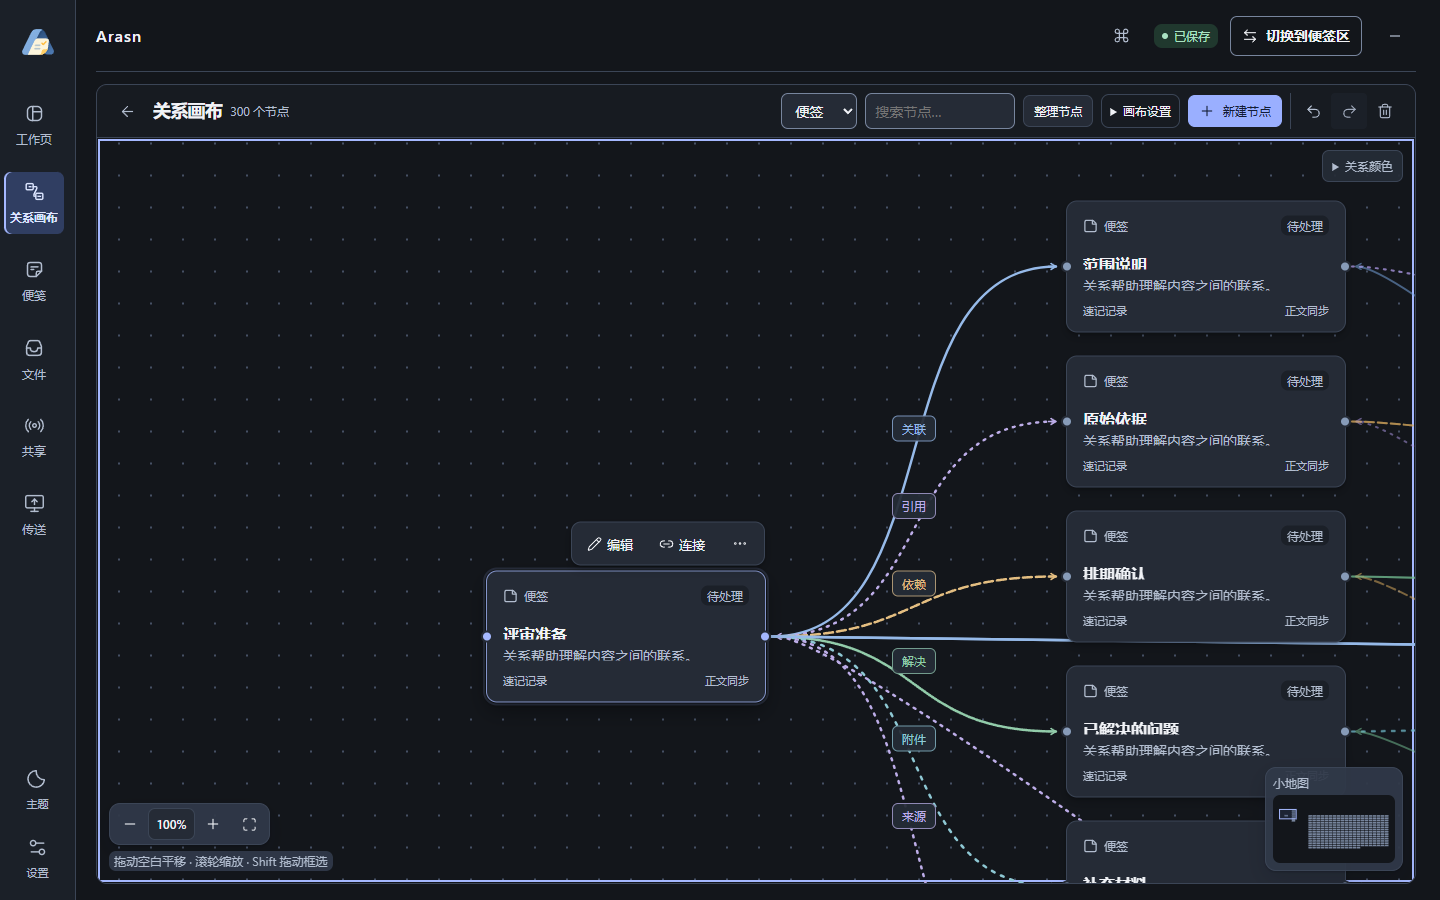 Arasn
已保存
切换到便签区
工作页
关系画布
便笺
文件
共享
传送
主题
设置
关系画布 300 个节点
便签
搜索节点...
整理节点
画布设置
新建节点
关系颜色
便签 待处理
范围说明
关系帮助理解内容之间的联系。
速记记录 正文同步
关联
便签 待处理
原始依据
关系帮助理解内容之间的联系。
速记记录 正文同步
引用
便签 待处理
排期确认
关系帮助理解内容之间的联系。
速记记录 正文同步
编辑 连接
依赖
便签 待处理
评审准备
关系帮助理解内容之间的联系。
速记记录 正文同步
解决
便签 待处理
已解决的问题
关系帮助理解内容之间的联系。
速记记录
附件
来源
便签
补充材料
小地图
100%
拖动空白平移 · 滚轮缩放 · Shift 拖动框选